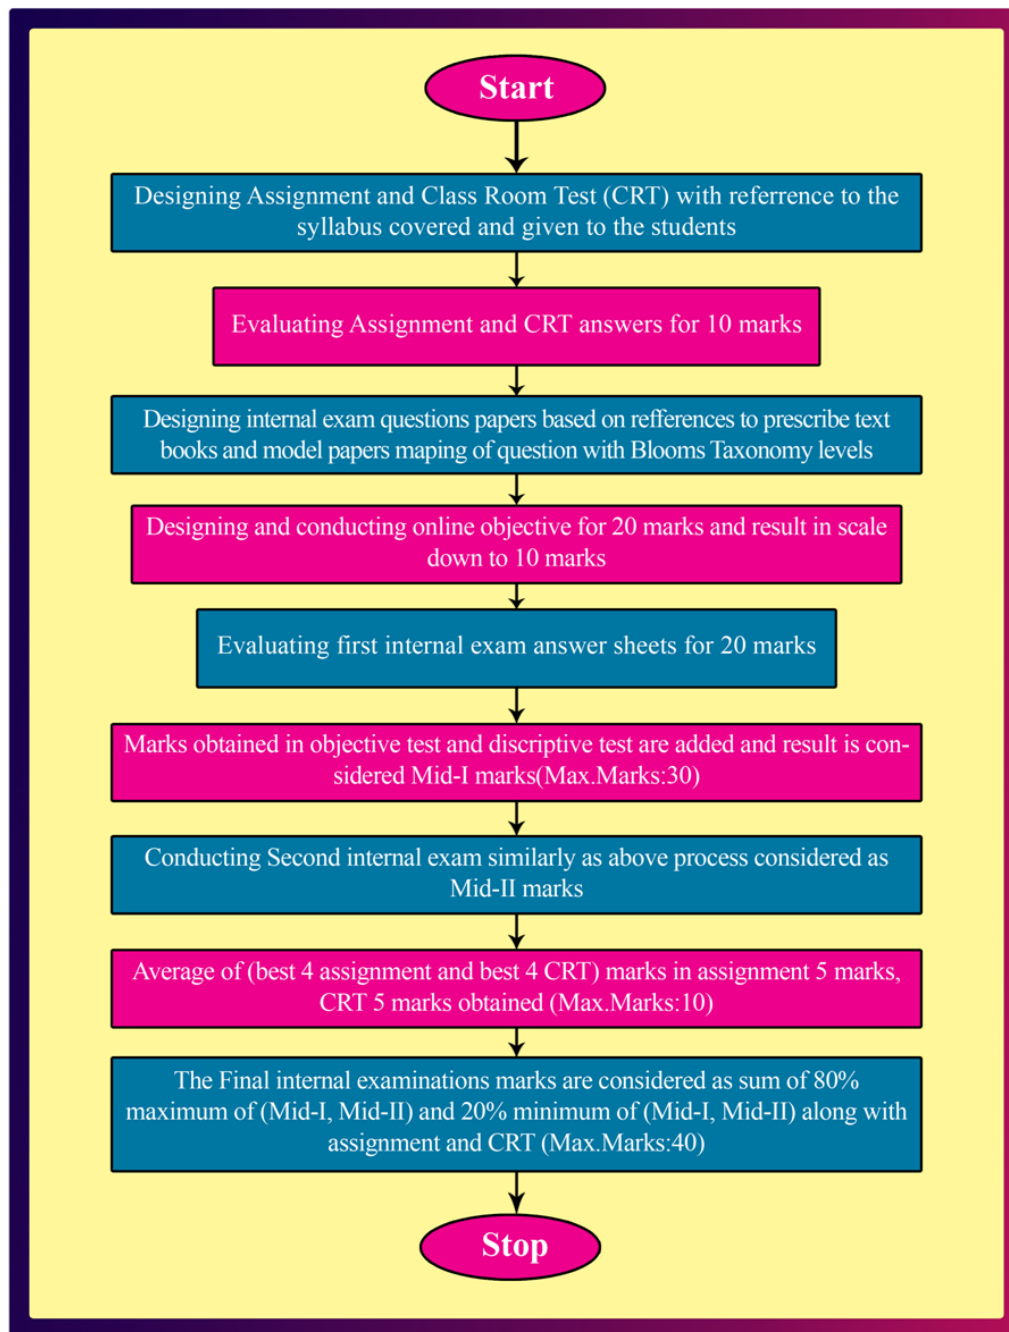 Start
Designing Assignment and Class Room Test (CRT) with referrence to the
syllabus covered and given to the students
Evaluating Assignment and CRT answers for 10 marks
Designing internal exam questions papers based on refferences to prescribe text
books and model papers maping of question with Blooms Taxonomy levels
Designing and conducting online objective for 20 marks and result in scale
down to 10 marks
Evaluating first internal exam answer sheets for 20 marks
Marks obtained in objective test and discriptive test are added and result is con-
sidered Mid-I marks(Max.Marks:30)
Conducting Second internal exam similarly as above process considered as
Mid-II marks
Average of (best 4 assignment and best 4 CRT) marks in assignment 5 marks,
CRT 5 marks obtained (Max.Marks:10)
The Final internal examinations marks are considered as sum of 80%
maximum of (Mid-I, Mid-II) and 20% minimum of (Mid-I, Mid-II) along with
assignment and CRT (Max.Marks:40)
Stop